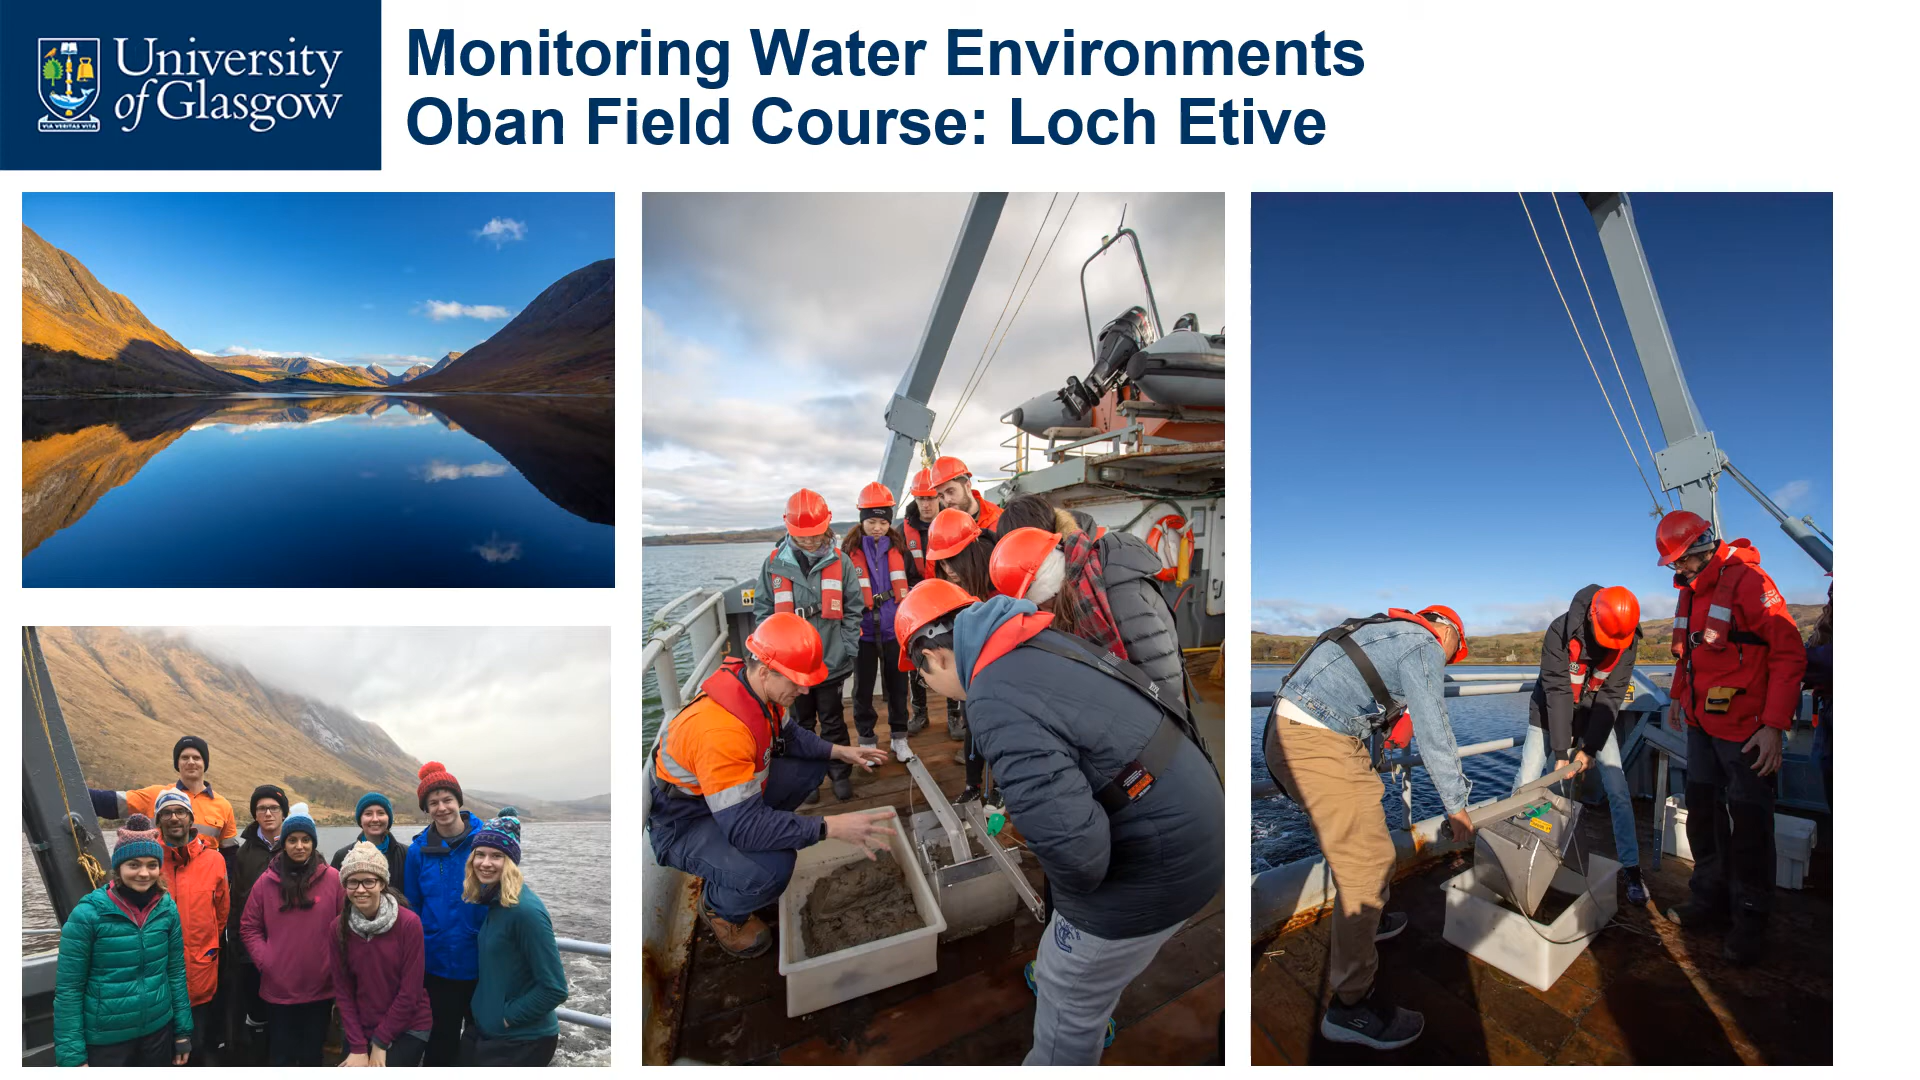 University
of Glasgow
VIA VERITAS VITA
Monitoring Water Environments
Oban Field Course: Loch Etive